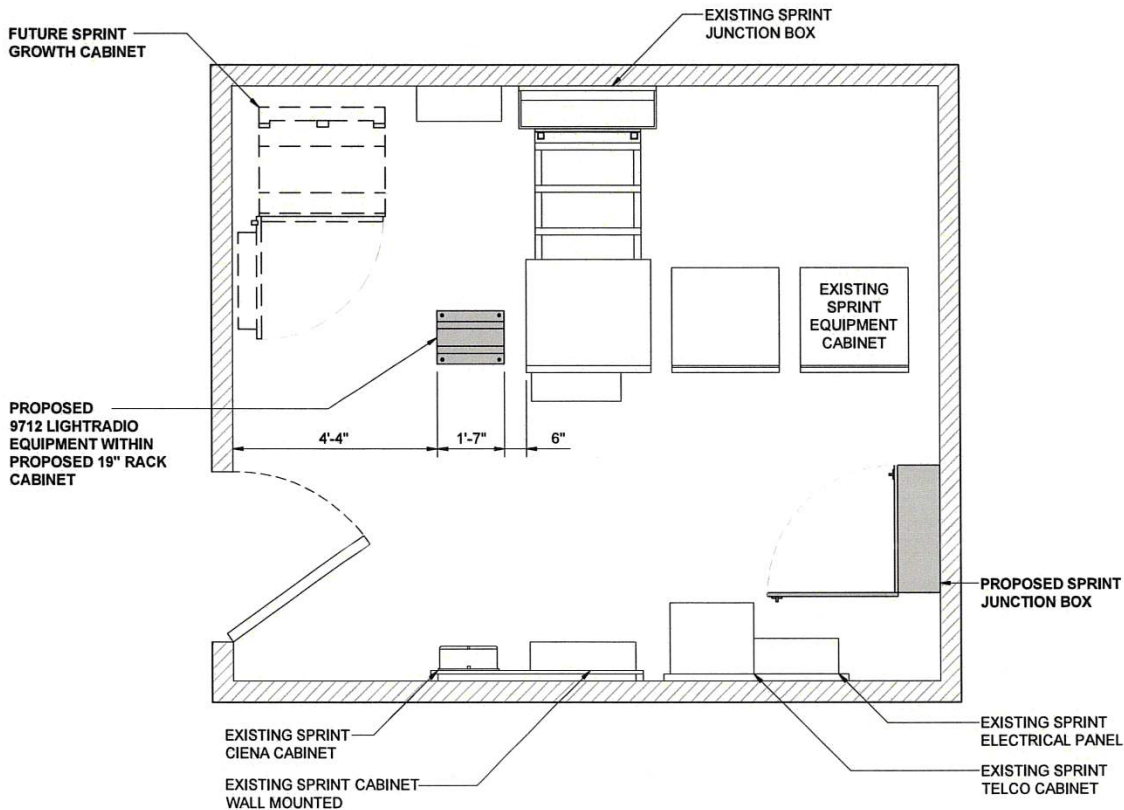 FUTURE SPRINT
GROWTH CABINET
EXISTING SPRINT
JUNCTION BOX
EXISTING
SPRINT
EQUIPMENT
CABINET
PROPOSED
9712 LIGHTRADIO
EQUIPMENT WITHIN
PROPOSED 19" RACK
CABINET
4'-4"
1'-7"
6"
PROPOSED SPRINT
JUNCTION BOX
EXISTING SPRINT
CIENA CABINET
EXISTING SPRINT CABINET
WALL MOUNTED
EXISTING SPRINT
ELECTRICAL PANEL
EXISTING SPRINT
TELCO CABINET